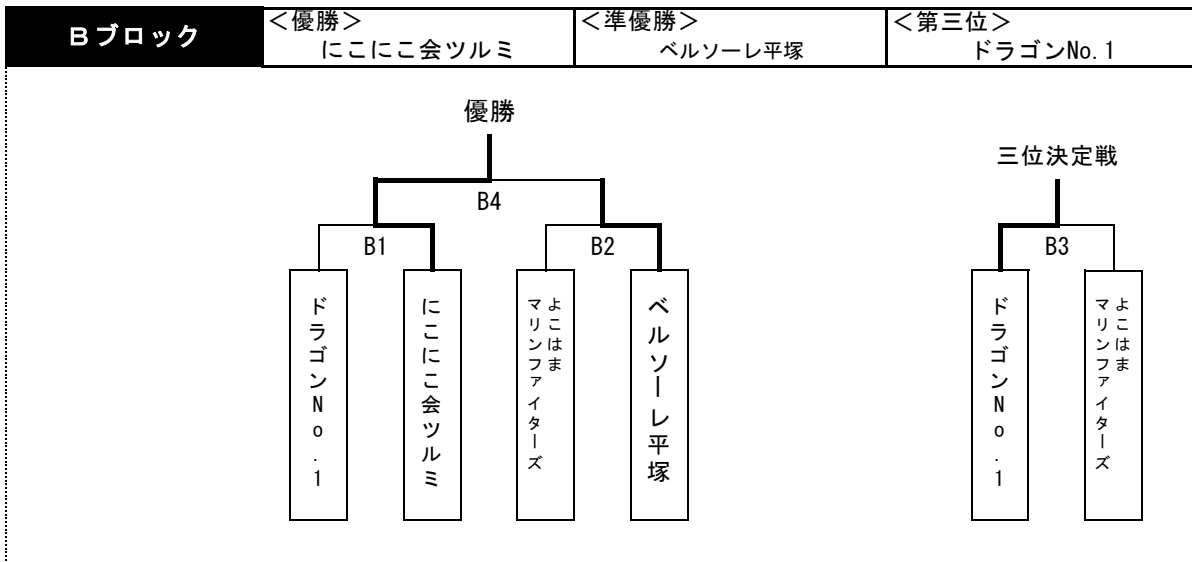 Bブロック
<優勝>
にこにこ会ツルミ
<準優勝>
ベルソーレ平塚
<第三位>
ドラゴンNo.1
優勝
三位決定戦
B4
B1
B2
B3
ドラゴンNo.1
にこにこ会ツルミ
よこはま
マリンファイターズ
ベルソーレ平塚
ドラゴンNo.1
よこはま
マリンファイターズ